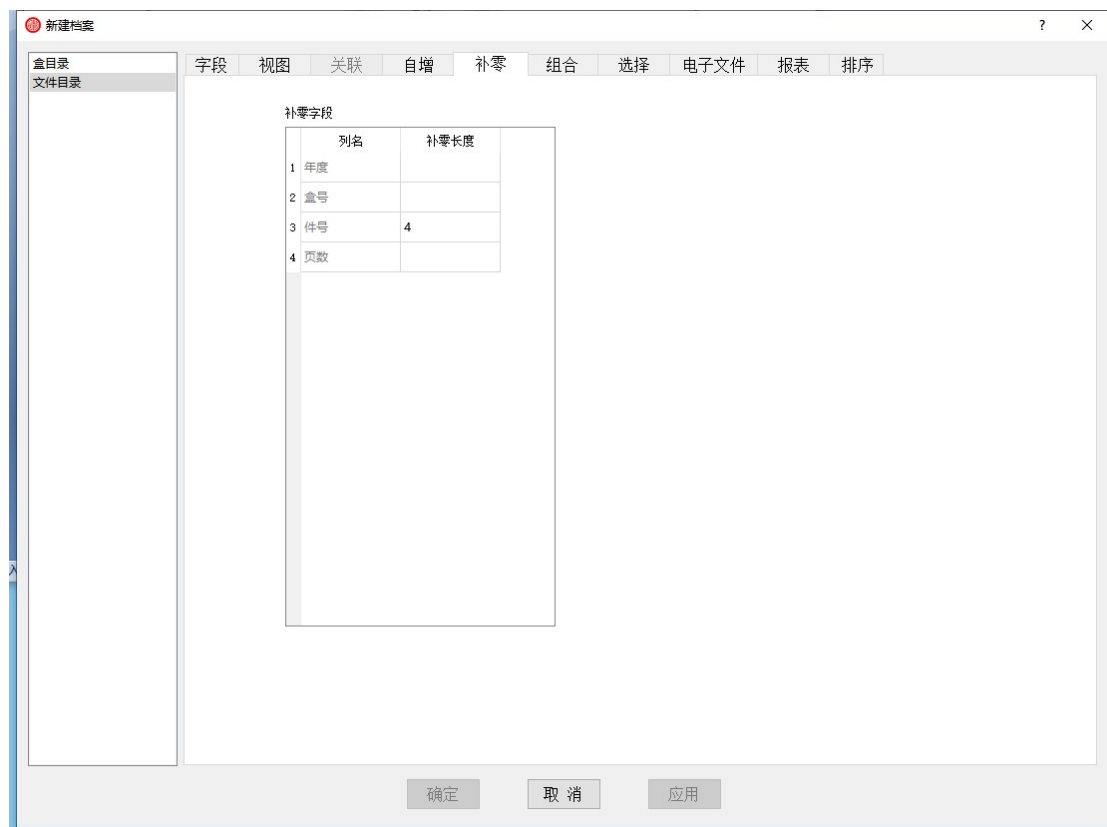 新建档案
?
盒目录
文件目录
字段 视图 关联 自增 补零 组合 选择 电子文件 报表 排序
补零字段
列名 补零长度
1 年度
2 盒号
3 件号 4
4 页数
入
确定 取消 应用